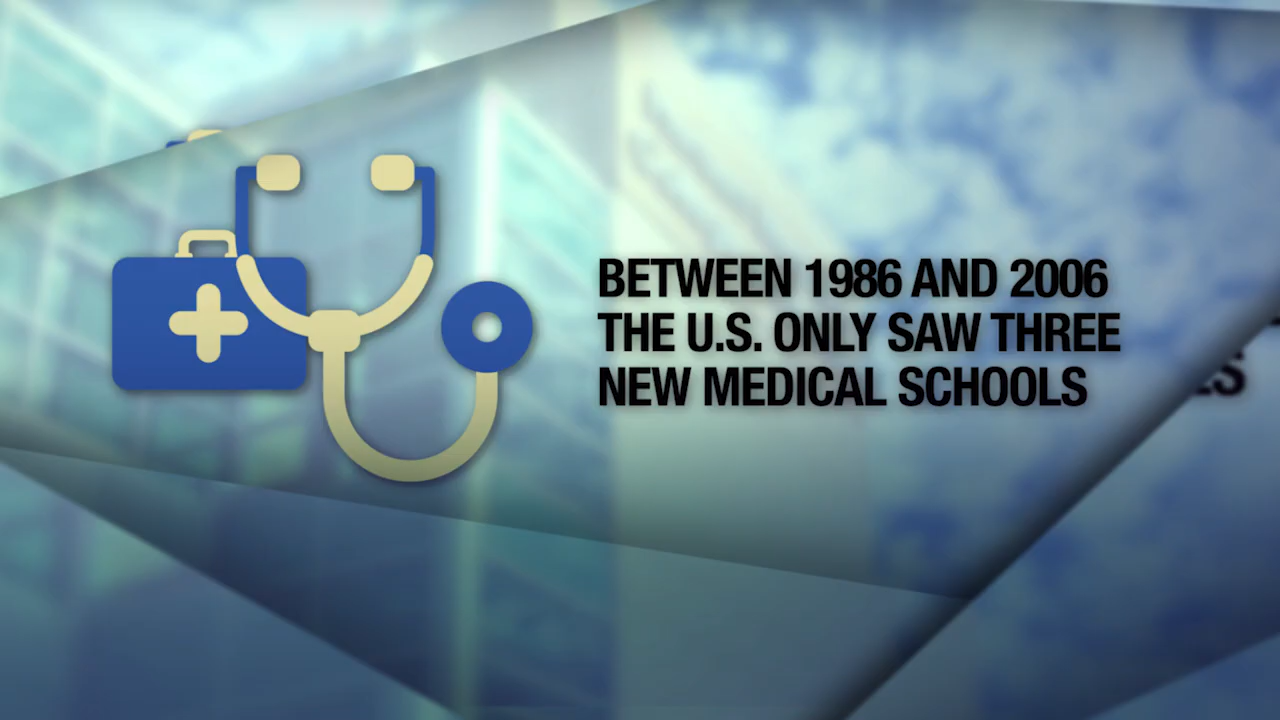 BETWEEN 1986 AND 2006
THE U.S. ONLY SAW THREE
NEW MEDICAL SCHOOLS